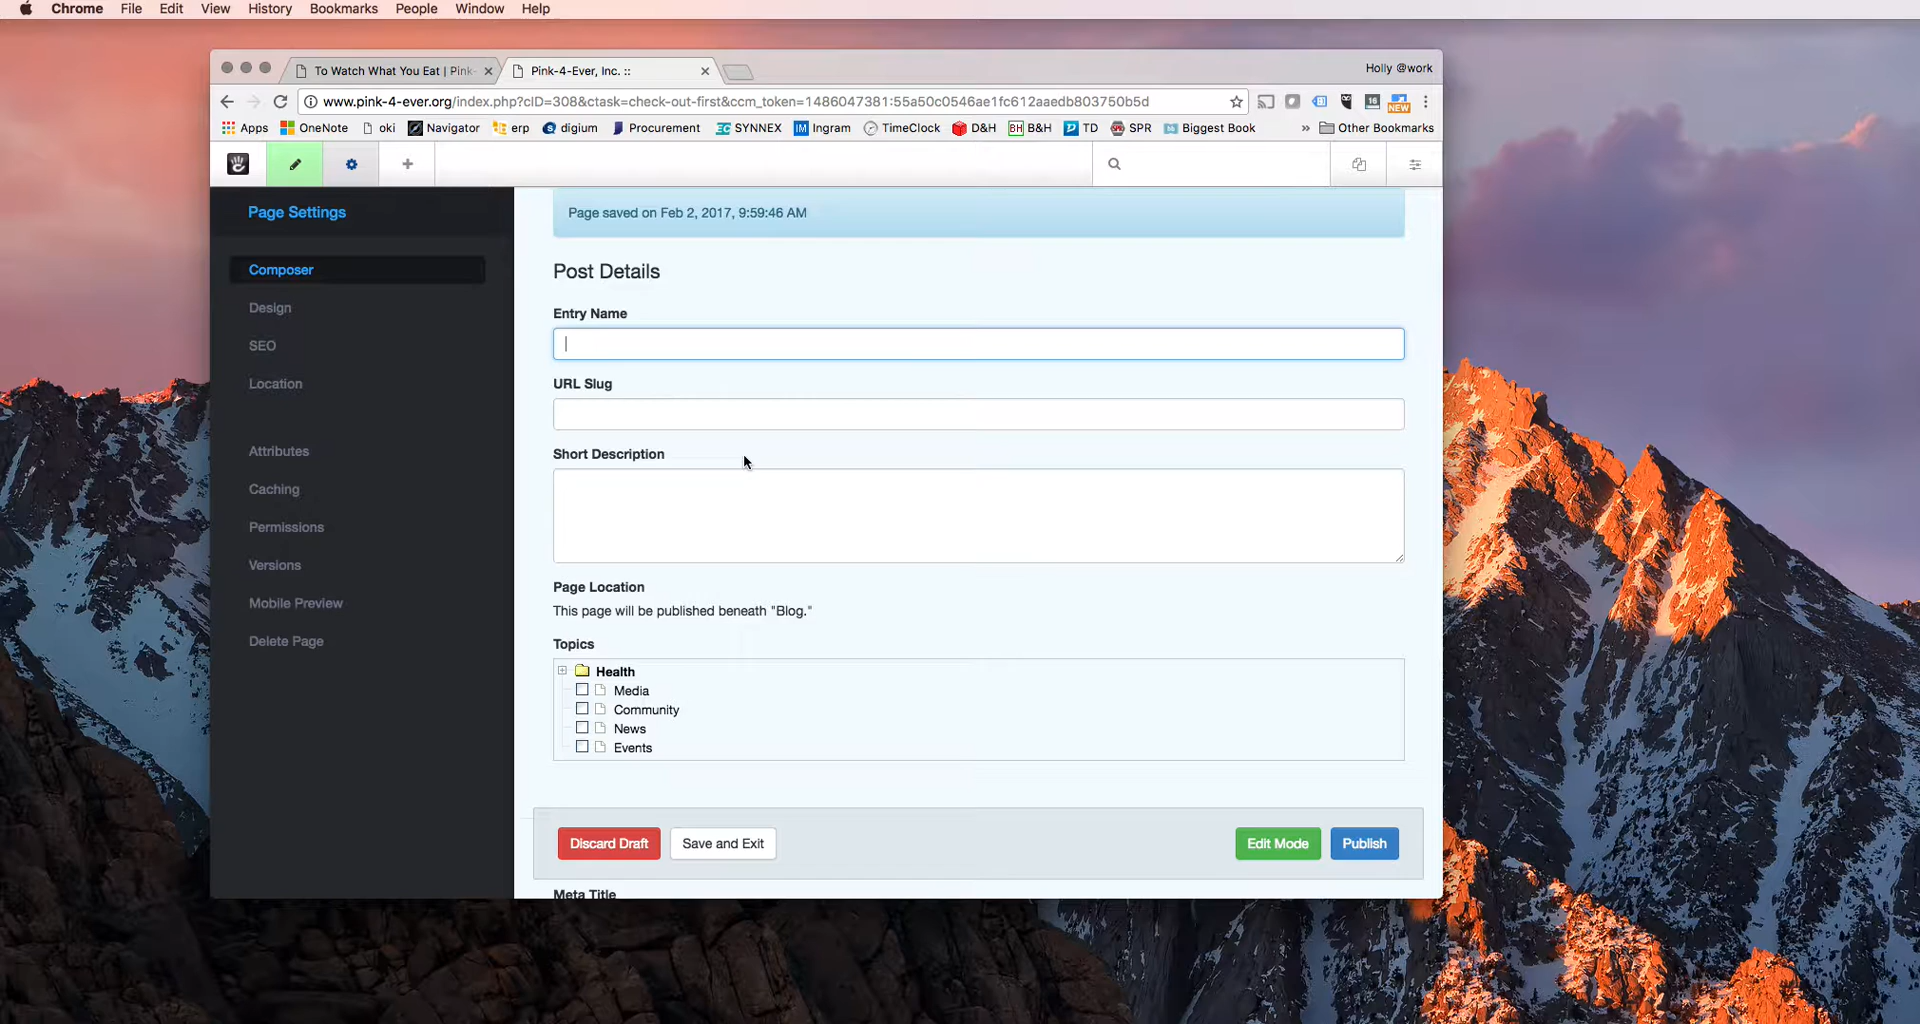 Chrome File Edit View History Bookmarks People Window Help
To Watch What You Eat | Pink- Pink-4-Ever, Inc. :: Holly @work
www.pink-4-ever.org/index.php?cID=308&ctask=check-out-first&ccm_token=1486047381:55a50c0546ae1fc612aaedb803750b5d 16 NEW
Apps OneNote oki Navigator erp digium Procurement SYNNEX IM Ingram TimeClock D&H BH B&H TD SPR Biggest Book » Other Bookmarks
Page Settings
Composer
Design
SEO
Location
Attributes
Caching
Permissions
Versions
Mobile Preview
Delete Page
Page saved on Feb 2, 2017, 9:59:46 AM
Post Details
Entry Name
URL Slug
Short Description
Page Location
This page will be published beneath "Blog."
Topics
Health
Media
Community
News
Events
Discard Draft Save and Exit Edit Mode Publish
Meta Title